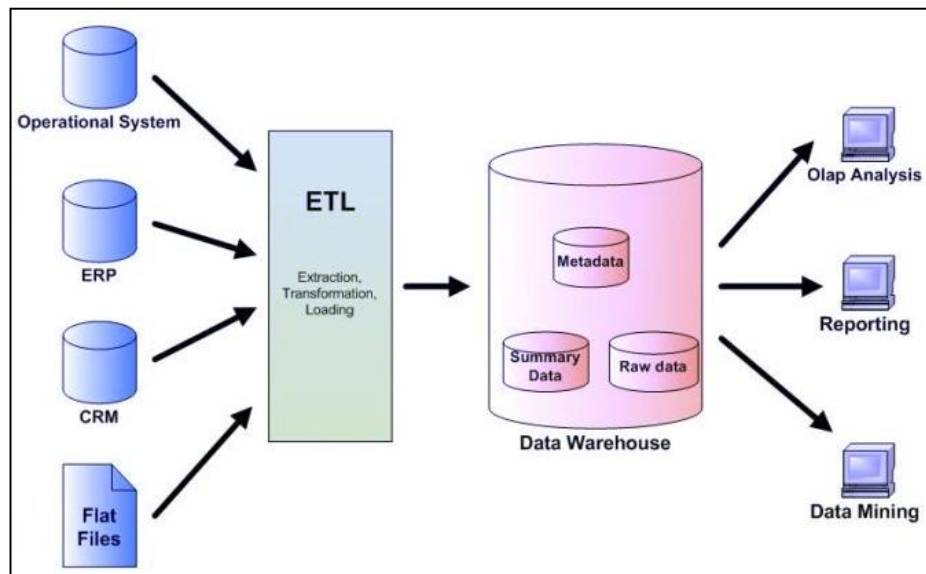 Operational System
ERP
CRM
Flat
Files
ETL
Extraction,
Transformation,
Loading
Metadata
Summary
Data
Raw data
Data Warehouse
Olap Analysis
Reporting
Data Mining